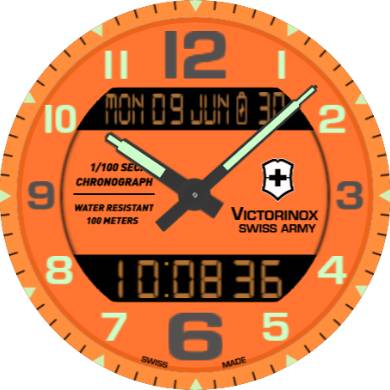 12
11 1
MON 09 JUN 30
10 2
1/100 SEC
CHRONOGRAPH
WATER RESISTANT
100 METERS
9 3
VICTORINOX
SWISS ARMY
8 4
10:08 36
7 5
6
SWISS MADE